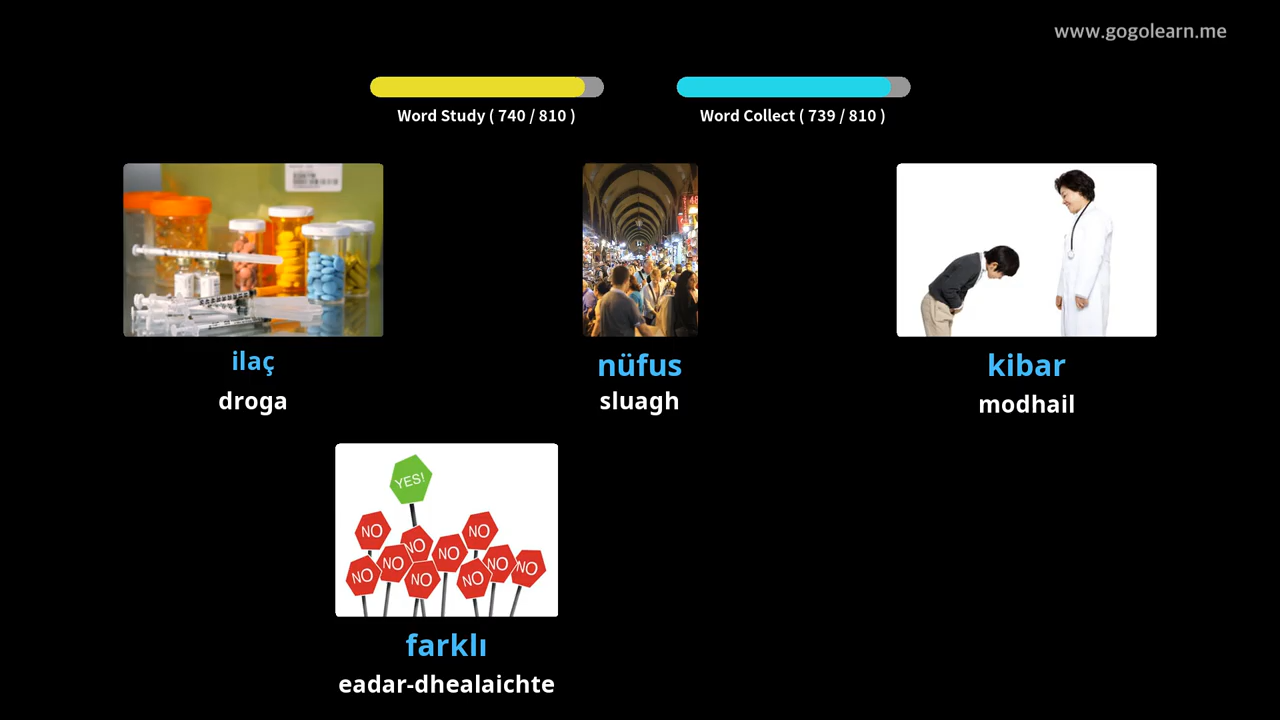 www.gogolearn.me
Word Study ( 740 / 810 )
Word Collect ( 739 / 810 )
ilaç
droga
nüfus
sluagh
kibar
modhail
YES!
NO
NO
NO
NO
NO
NO
NO
NO
NO
NO
farklı
eadar-dhealaichte